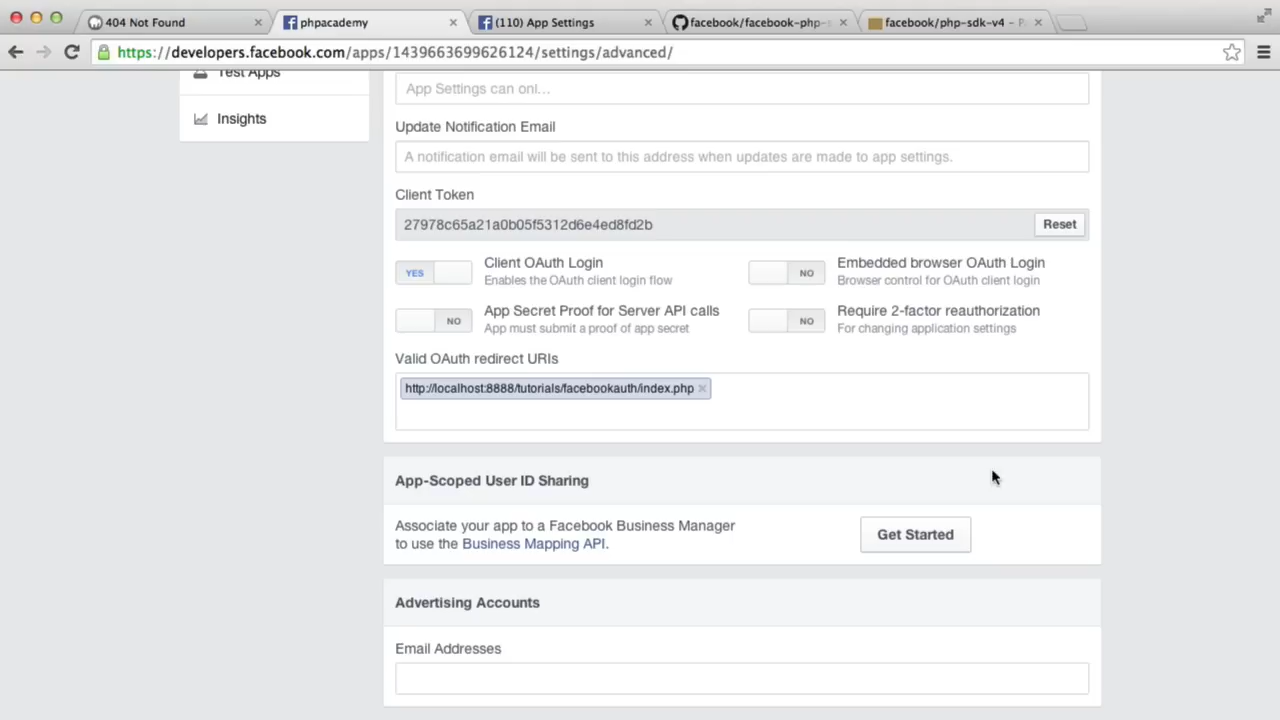 404 Not Found
phpacademy
(110) App Settings
facebook/facebook-php-s
facebook/php-sdk-v4 – P
https://developers.facebook.com/apps/1439663699626124/settings/advanced/
Test Apps
Insights
App Settings can onl...
Update Notification Email
A notification email will be sent to this address when updates are made to app settings.
Client Token
27978c65a21a0b05f5312d6e4ed8fd2b
Reset
YES
Client OAuth Login
Enables the OAuth client login flow
NO
Embedded browser OAuth Login
Browser control for OAuth client login
NO
App Secret Proof for Server API calls
App must submit a proof of app secret
NO
Require 2-factor reauthorization
For changing application settings
Valid OAuth redirect URIs
http://localhost:8888/tutorials/facebookauth/index.php ×
App-Scoped User ID Sharing
Associate your app to a Facebook Business Manager
to use the Business Mapping API.
Get Started
Advertising Accounts
Email Addresses